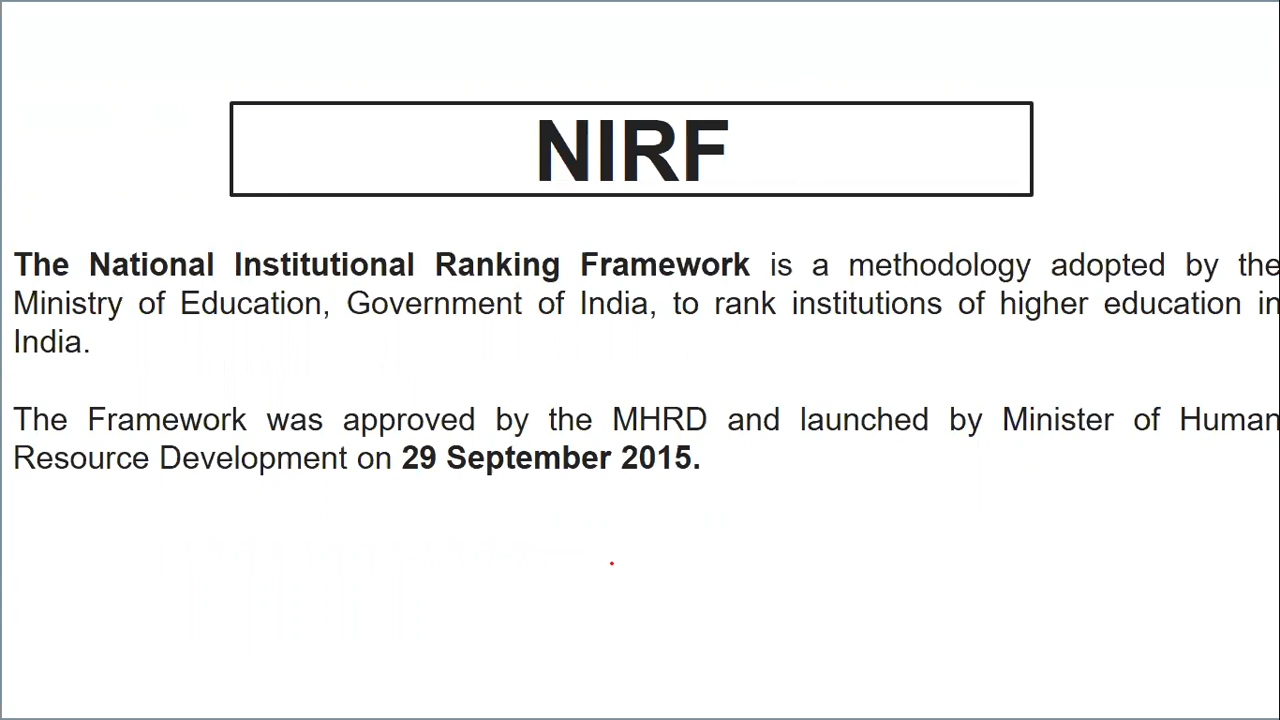 NIRF
The National Institutional Ranking Framework is a methodology adopted by the
Ministry of Education, Government of India, to rank institutions of higher education in
India.
The Framework was approved by the MHRD and launched by Minister of Human
Resource Development on 29 September 2015.